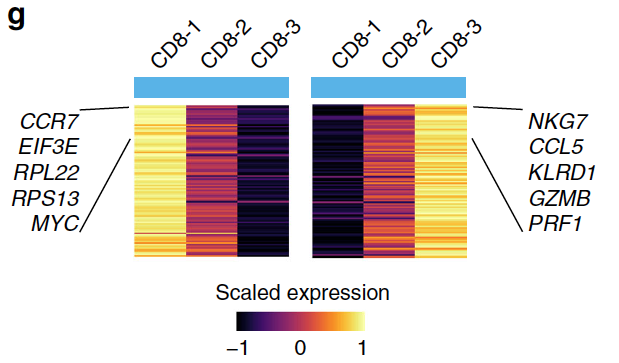 g
CD8-1 CD8-2 CD8-3 CD8-1 CD8-2 CD8-3
CCR7 NKG7
EIF3E CCL5
RPL22 KLRD1
RPS13 GZMB
MYC PRF1
Scaled expression
−1 0 1